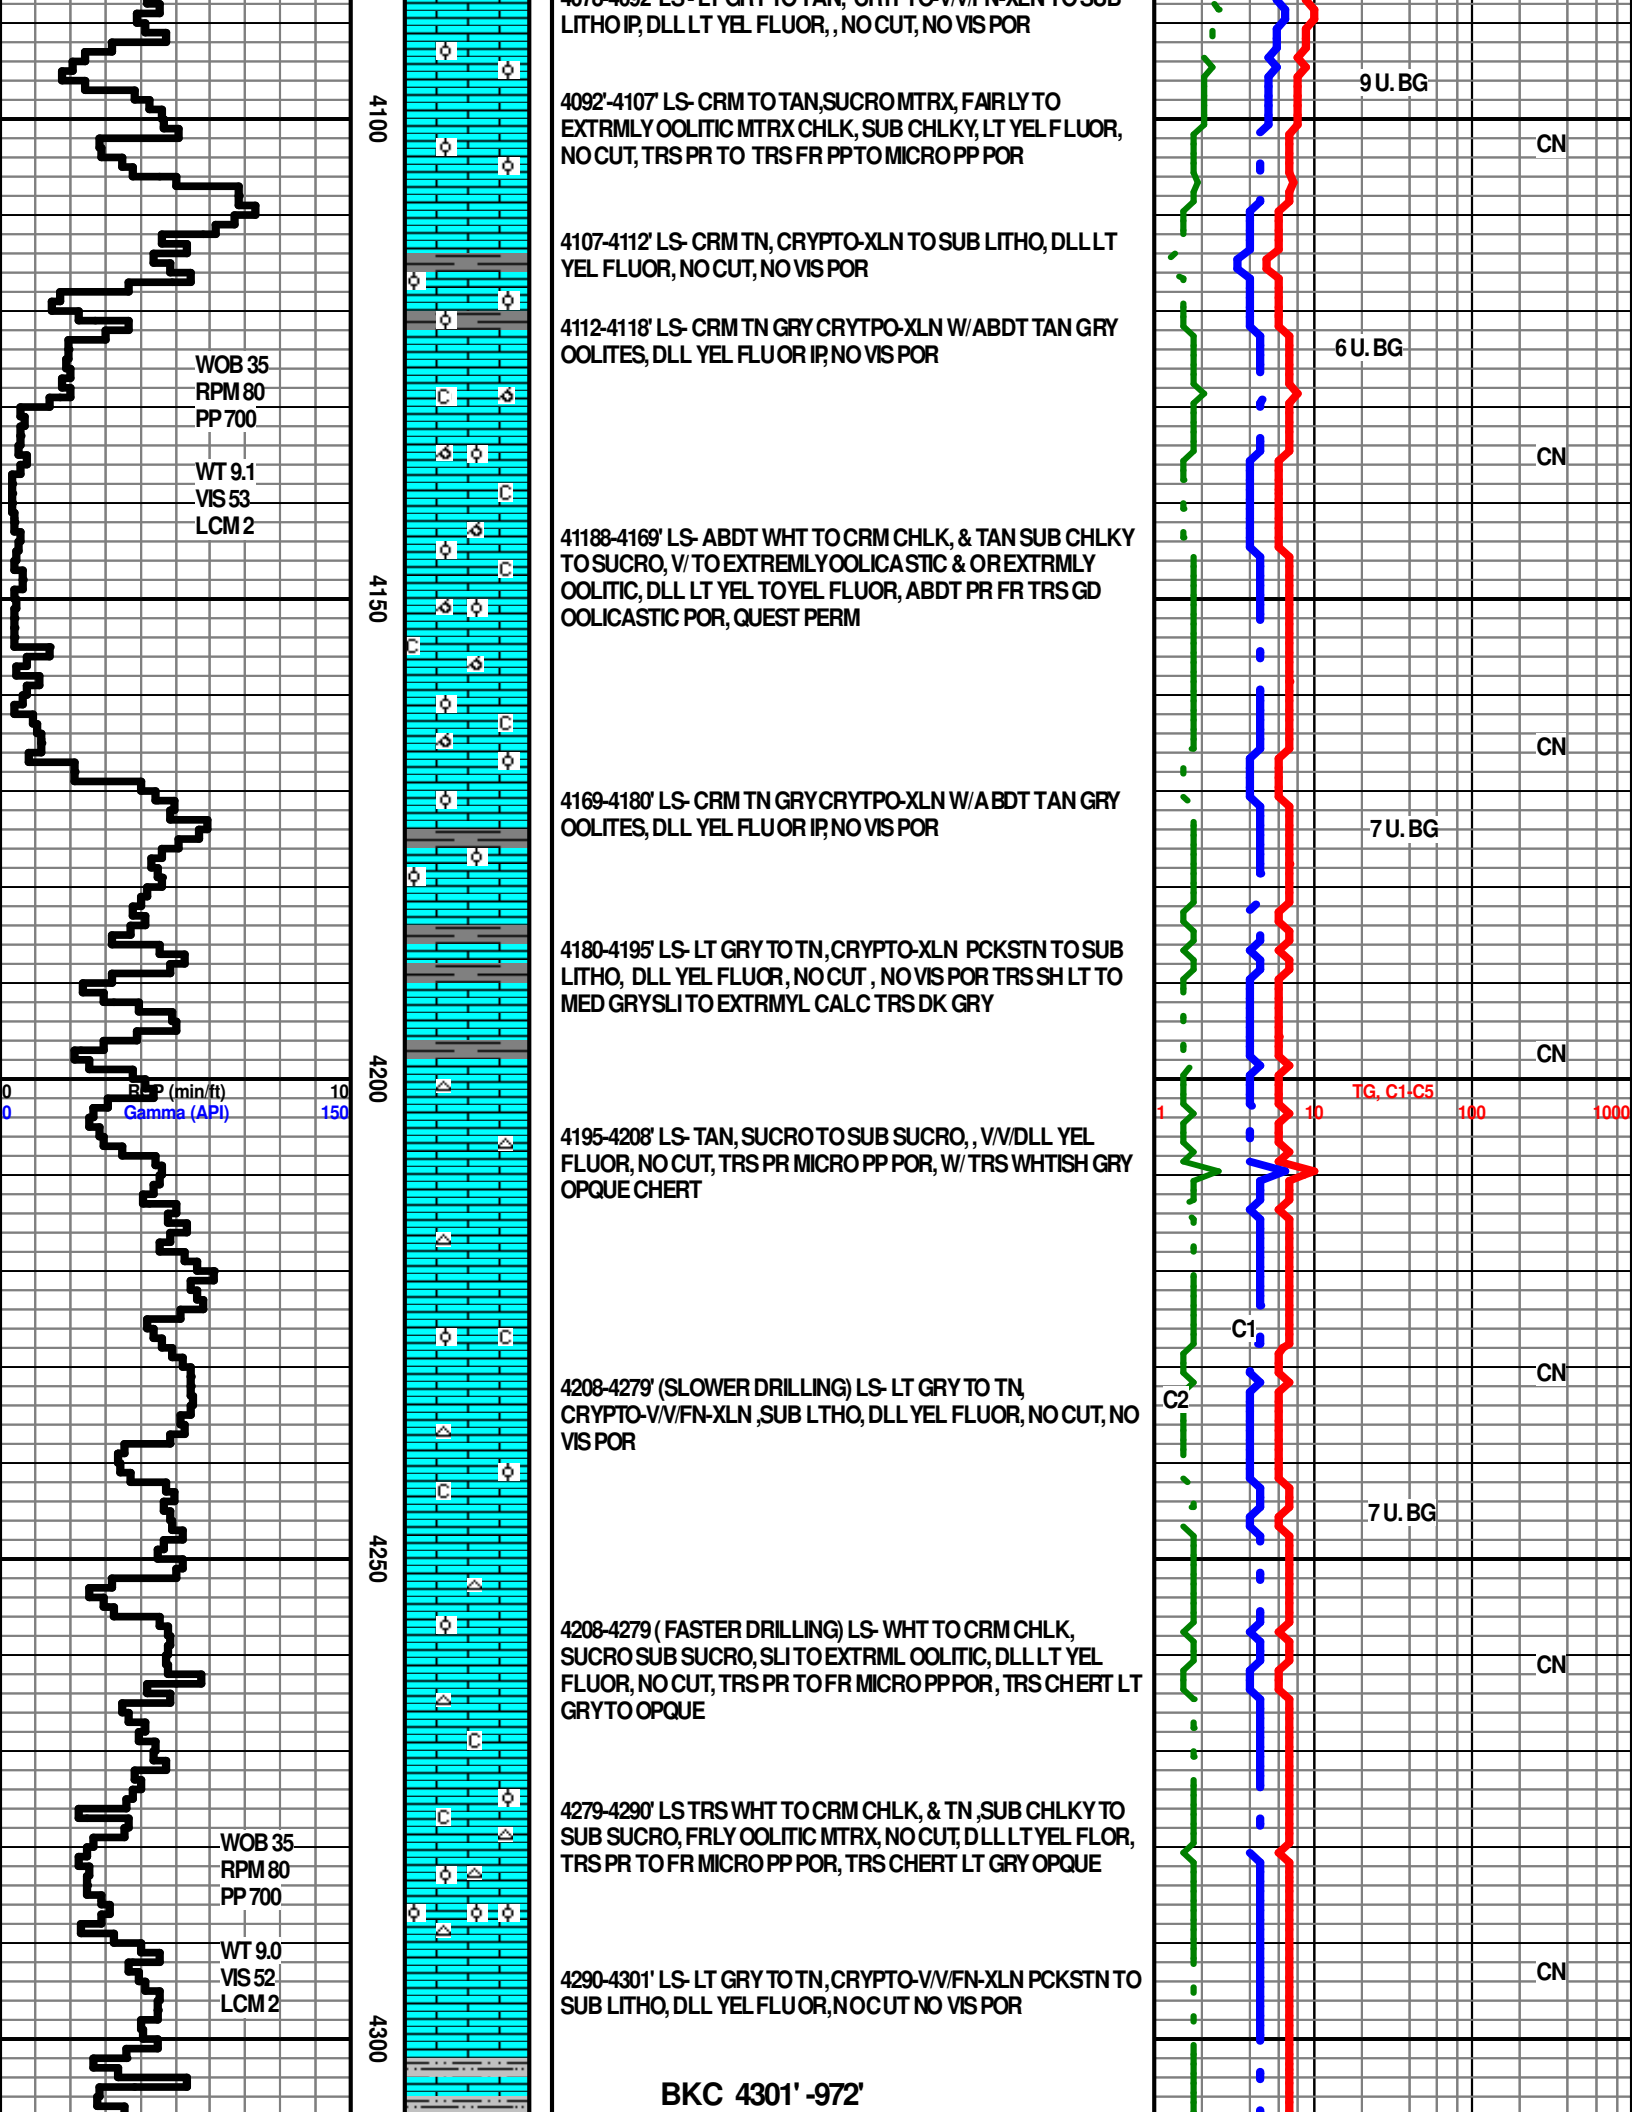 LITHO IP, DLL LT YEL FLUOR, , NO CUT, NO VIS POR
9 U. BG
4100
4092'-4107' LS- CRM TO TAN,SUCRO MTRX, FAIRLY TO
EXTRMLY OOLITIC MTRX CHLK, SUB CHLKY, LT YEL FLUOR,
NO CUT, TRS PR TO TRS FR PP TO MICRO PP POR
CN
4107-4112' LS- CRM TN, CRYPTO-XLN TO SUB LITHO, DLL LT
YEL FLUOR, NO CUT, NO VIS POR
4112-4118' LS- CRM TN GRY CRYTPO-XLN W/ ABDT TAN GRY
OOLITES, DLL YEL FLUOR IP, NO VIS POR
6 U. BG
WOB 35
RPM 80
PP 700
C
CN
WT 9.1
VIS 53
LCM 2
C
41188-4169' LS- ABDT WHT TO CRM CHLK, & TAN SUB CHLKY
TO SUCRO, V/ TO EXTREMLY OOLICASTIC & OR EXTRMLY
OOLITIC, DLL LT YEL TO YEL FLUOR, ABDT PR FR TRS GD
OOLICASTIC POR, QUEST PERM
C
4150
C
C
CN
4169-4180' LS- CRM TN GRY CRYTPO-XLN W/ ABDT TAN GRY
OOLITES, DLL YEL FLUOR IP, NO VIS POR
7 U. BG
4180-4195' LS- LT GRY TO TN, CRYPTO-XLN PCKSTN TO SUB
LITHO, DLL YEL FLUOR, NO CUT , NO VIS POR TRS SH LT TO
MED GRY SLI TO EXTRMYL CALC TRS DK GRY
CN
4200
0 ROP (min/ft) 10
0 Gamma (API) 150
TG, C1-C5
1 10 100 1000
4195-4208' LS- TAN, SUCRO TO SUB SUCRO, , V/V/DLL YEL
FLUOR, NO CUT, TRS PR MICRO PP POR, W/ TRS WHTISH GRY
OPQUE CHERT
C
C1
C2
CN
4208-4279' (SLOWER DRILLING) LS- LT GRY TO TN,
CRYPTO-V/V/FN-XLN ,SUB LTHO, DLL YEL FLUOR, NO CUT, NO
VIS POR
C
7 U. BG
4250
4208-4279 ( FASTER DRILLING) LS- WHT TO CRM CHLK,
SUCRO SUB SUCRO, SLI TO EXTRML OOLITIC, DLL LT YEL
FLUOR, NO CUT, TRS PR TO FR MICRO PP POR , TRS CHERT LT
GRY TO OPQUE
CN
C
C
4279-4290' LS TRS WHT TO CRM CHLK, & TN ,SUB CHLKY TO
SUB SUCRO, FRLY OOLITIC MTRX, NO CUT, DLL LT YEL FLOR,
TRS PR TO FR MICRO PP POR, TRS CHERT LT GRY OPQUE
WOB 35
RPM 80
PP 700
WT 9.0
VIS 52
LCM 2
4290-4301' LS- LT GRY TO TN, CRYPTO-V/V/FN-XLN PCKSTN TO
SUB LITHO, DLL YEL FLUOR, NO CUT NO VIS POR
CN
4300
BKC 4301' -972'